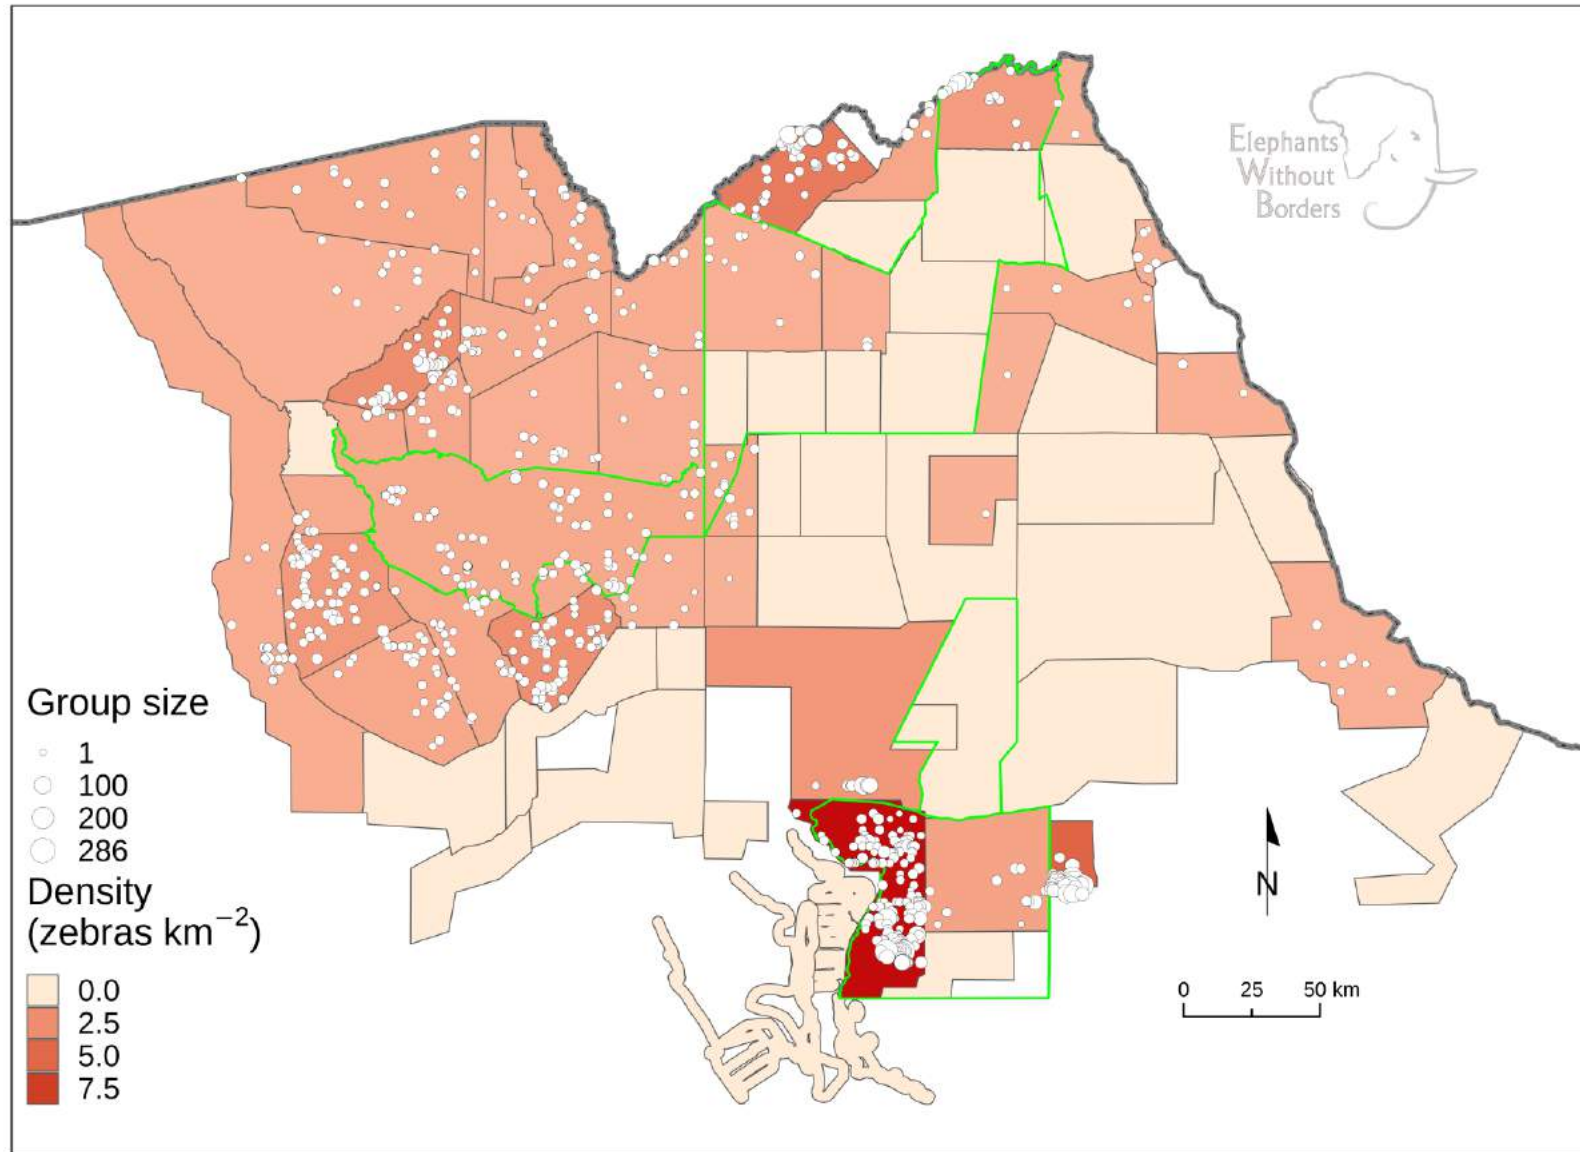 Elephants
Without
Borders
Group size
1
100
200
286
Density
(zebras km−2)
0.0
2.5
5.0
7.5
N
0 25 50 km